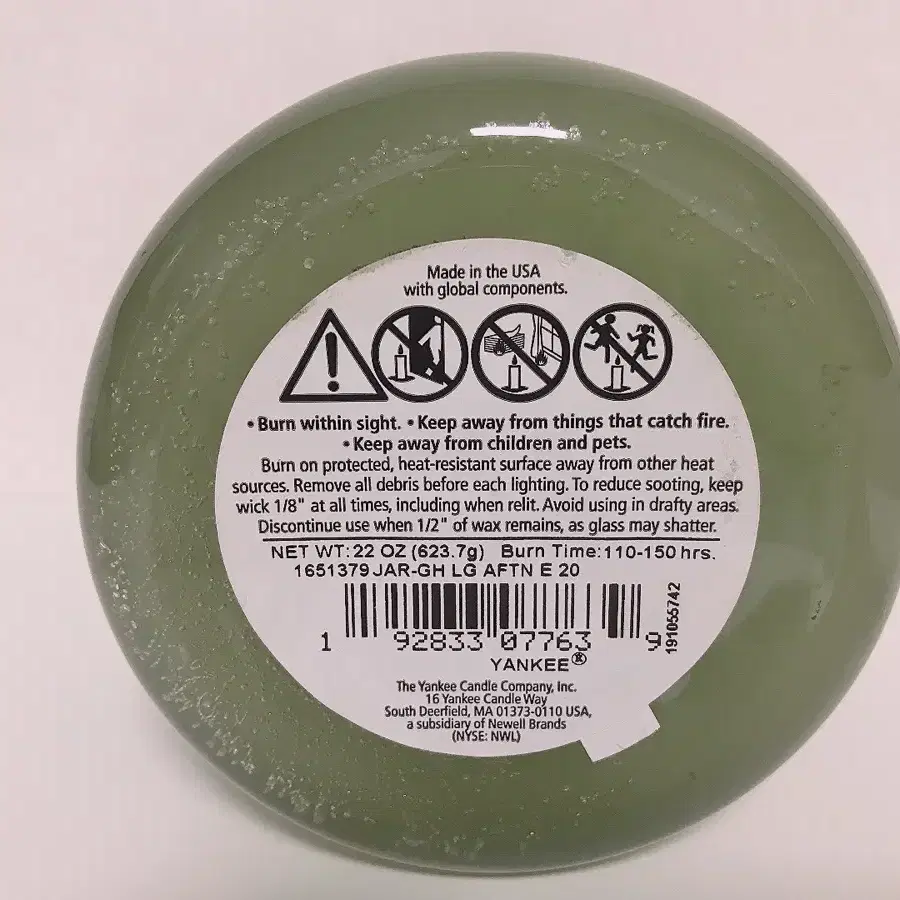 Made in the USA
with global components.
• Burn within sight. • Keep away from things that catch fire.
• Keep away from children and pets.
Burn on protected, heat-resistant surface away from other heat
sources. Remove all debris before each lighting. To reduce sooting, keep
wick 1/8" at all times, including when relit. Avoid using in drafty areas.
Discontinue use when 1/2" of wax remains, as glass may shatter.
NET WT: 22 OZ (623.7g) Burn Time: 110-150 hrs.
1651379 JAR-GH LG AFTN E 20
1 92833 07763 9
191055742
YANKEE®
The Yankee Candle Company, Inc.
16 Yankee Candle Way
South Deerfield, MA 01373-0110 USA,
a subsidiary of Newell Brands
(NYSE: NWL)